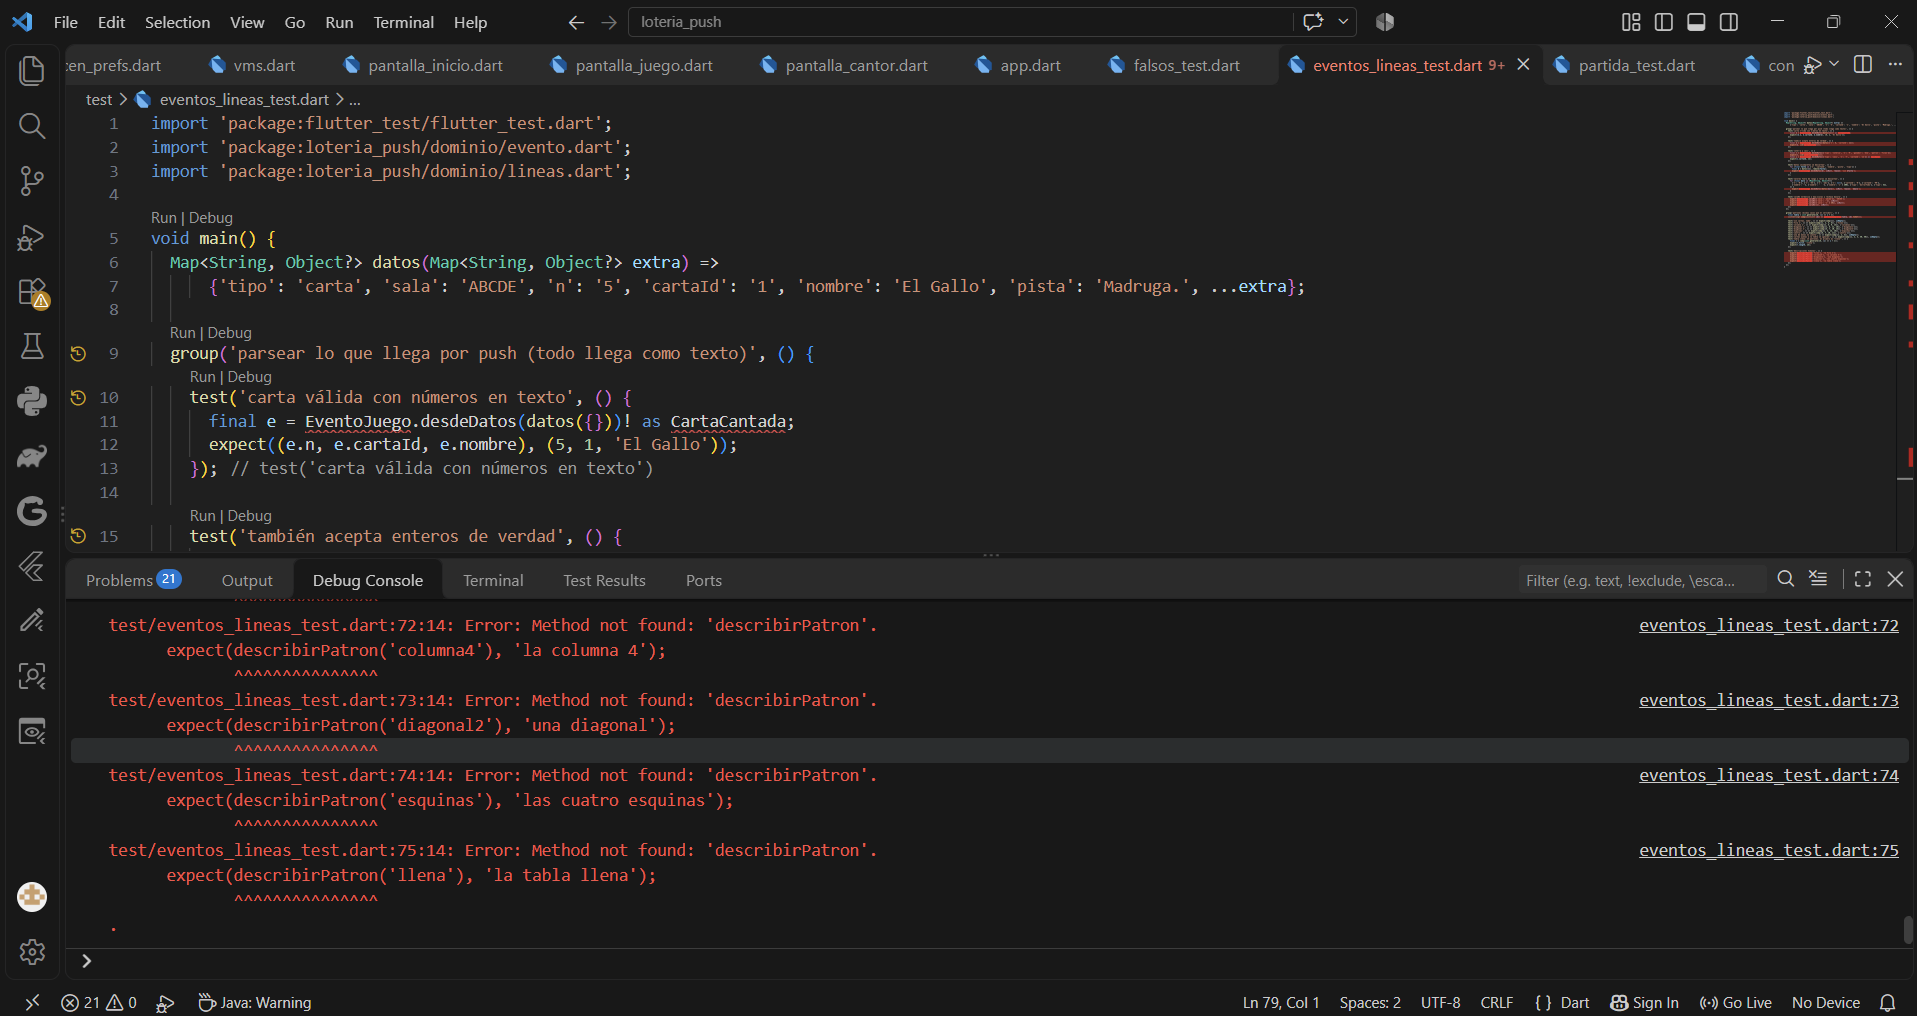 File Edit Selection View Go Run Terminal Help
loteria_push
en_prefs.dart
vms.dart
pantalla_inicio.dart
pantalla_juego.dart
pantalla_cantor.dart
app.dart
falsos_test.dart
eventos_lineas_test.dart 9+
partida_test.dart
con
test > eventos_lineas_test.dart > ...
1 import 'package:flutter_test/flutter_test.dart';
2 import 'package:loteria_push/dominio/evento.dart';
3 import 'package:loteria_push/dominio/lineas.dart';
4
Run | Debug
5 void main() {
6 Map<String, Object?> datos(Map<String, Object?> extra) =>
7 {'tipo': 'carta', 'sala': 'ABCDE', 'n': '5', 'cartaId': '1', 'nombre': 'El Gallo', 'pista': 'Madruga.', ...extra};
8
Run | Debug
9 group('parsear lo que llega por push (todo llega como texto)', () {
Run | Debug
10 test('carta válida con números en texto', () {
11 final e = EventoJuego.desdeDatos(datos({}))! as CartaCantada;
12 expect((e.n, e.cartaId, e.nombre), (5, 1, 'El Gallo'));
13 }); // test('carta válida con números en texto')
14
Run | Debug
15 test('también acepta enteros de verdad', () {
Problems 21 Output Debug Console Terminal Test Results Ports
Filter (e.g. text, !exclude, \esca...
^^^^^^^^^^^^^^^
test/eventos_lineas_test.dart:72:14: Error: Method not found: 'describirPatron'.
eventos_lineas_test.dart:72
expect(describirPatron('columna4'), 'la columna 4');
^^^^^^^^^^^^^^^
test/eventos_lineas_test.dart:73:14: Error: Method not found: 'describirPatron'.
eventos_lineas_test.dart:73
expect(describirPatron('diagonal2'), 'una diagonal');
^^^^^^^^^^^^^^^
test/eventos_lineas_test.dart:74:14: Error: Method not found: 'describirPatron'.
eventos_lineas_test.dart:74
expect(describirPatron('esquinas'), 'las cuatro esquinas');
^^^^^^^^^^^^^^^
test/eventos_lineas_test.dart:75:14: Error: Method not found: 'describirPatron'.
eventos_lineas_test.dart:75
expect(describirPatron('llena'), 'la tabla llena');
^^^^^^^^^^^^^^^
.
>
21 0 Java: Warning
Ln 79, Col 1 Spaces: 2 UTF-8 CRLF { } Dart Sign In Go Live No Device